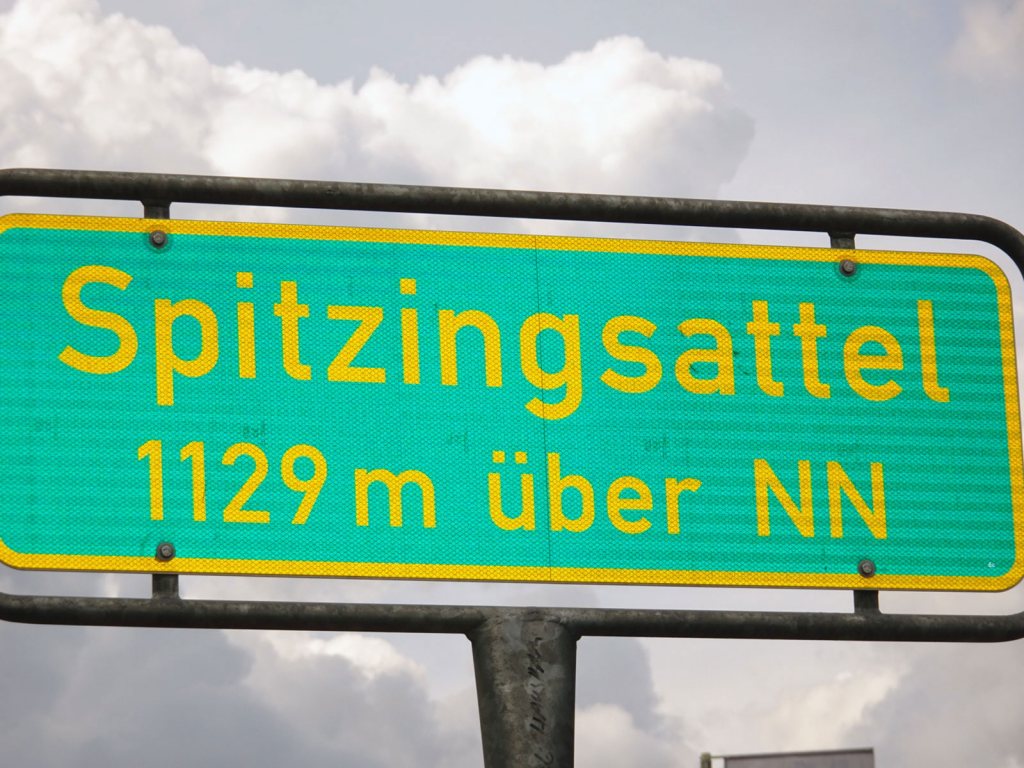 Spitzingsattel
1129 m über NN